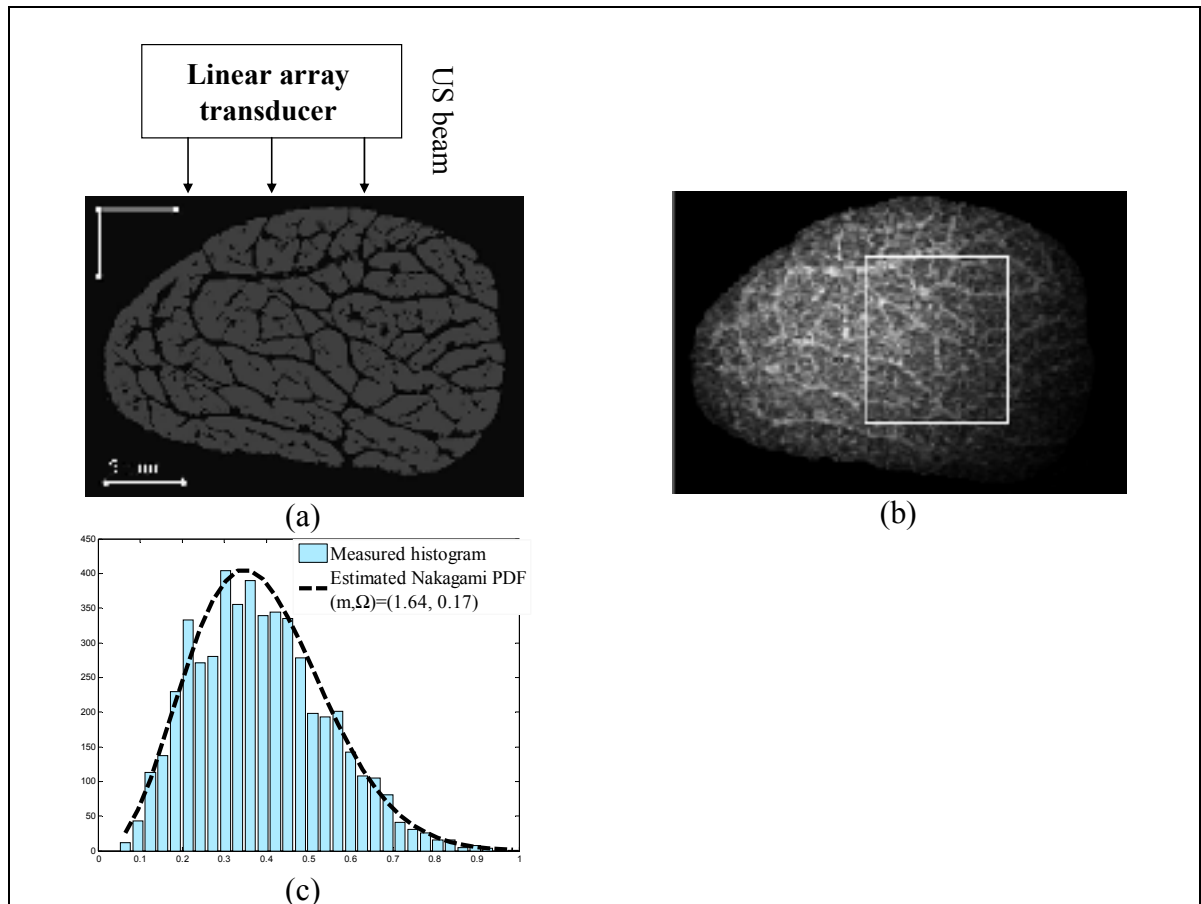 Linear array
transducer
US beam
mm
(a)
(b)
450
400
350
300
250
200
150
100
50
0
0 0.1 0.2 0.3 0.4 0.5 0.6 0.7 0.8 0.9 1
Measured histogram
Estimated Nakagami PDF
(m,Ω)=(1.64, 0.17)
(c)